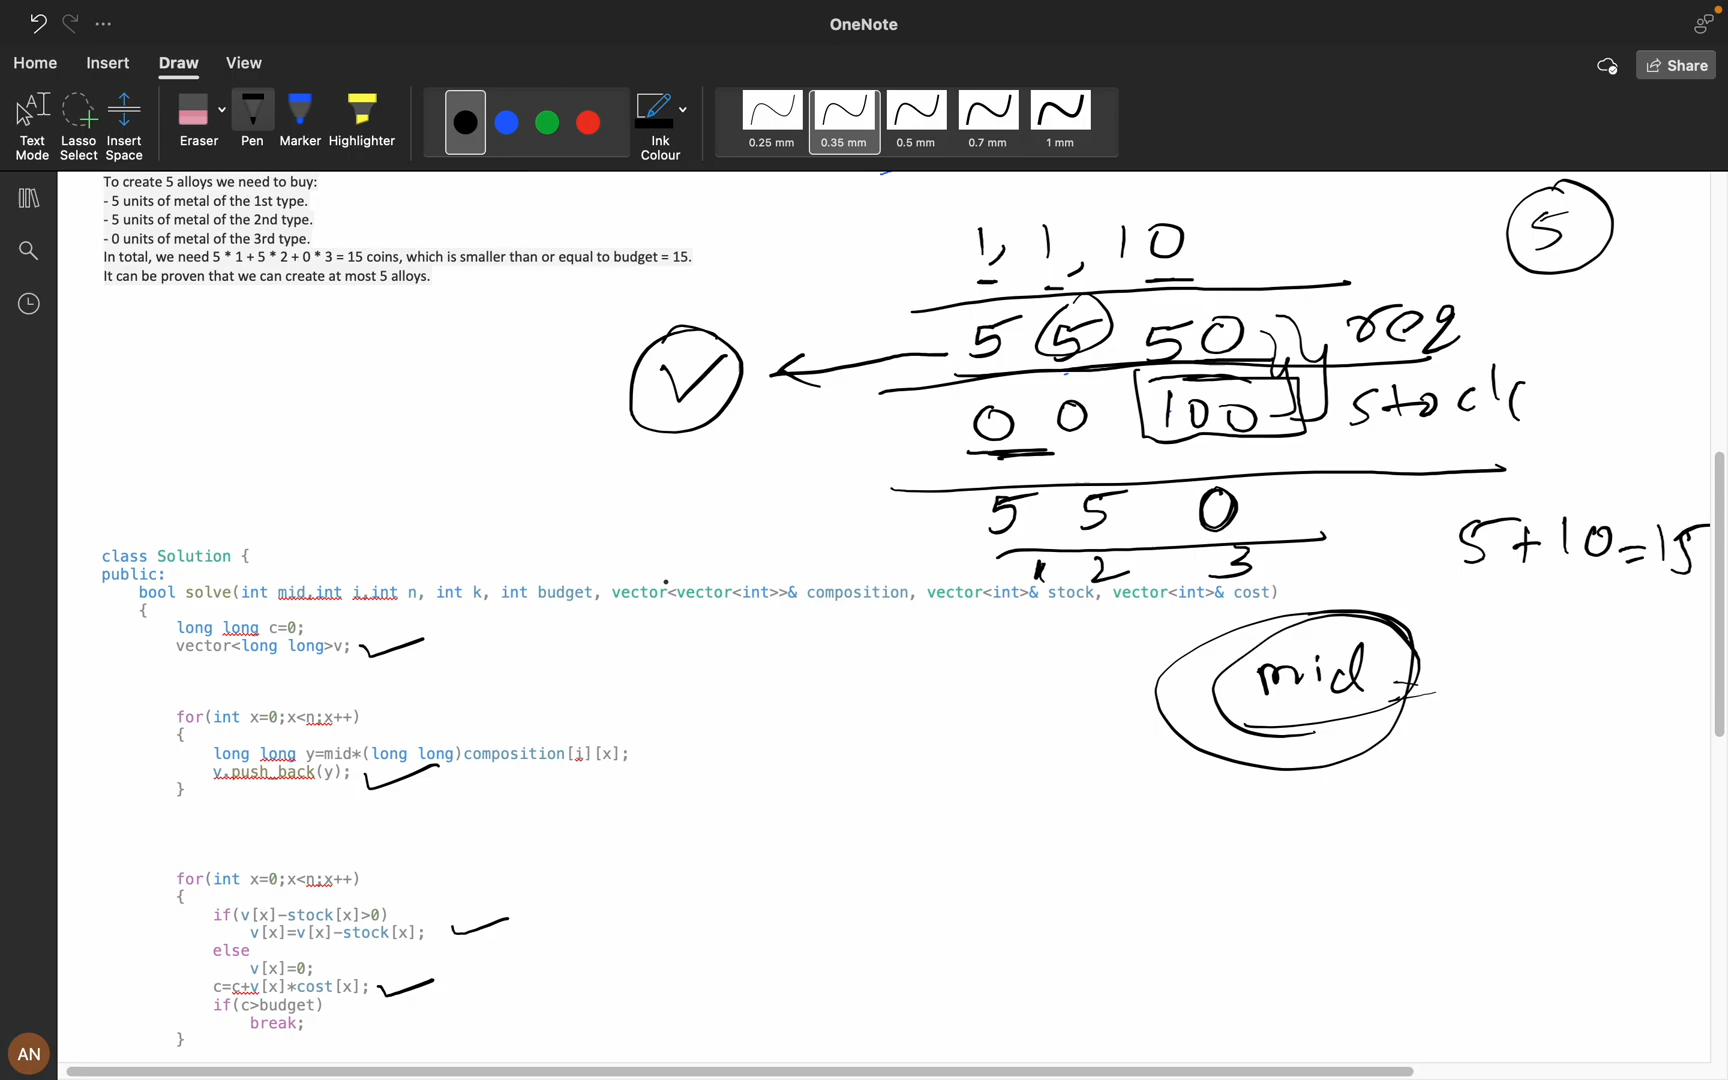 OneNote
Home Insert Draw View
Share
Text Mode
Lasso Select
Insert Space
Eraser
Pen
Marker
Highlighter
Ink Colour
0.25 mm
0.35 mm
0.5 mm
0.7 mm
1 mm
To create 5 alloys we need to buy:
- 5 units of metal of the 1st type.
- 5 units of metal of the 2nd type.
- 0 units of metal of the 3rd type.
In total, we need 5 * 1 + 5 * 2 + 0 * 3 = 15 coins, which is smaller than or equal to budget = 15.
It can be proven that we can create at most 5 alloys.
1, 1, 10
5
5 5 50 req
0 0 100 stock
5 5 0
1 2 3
5+10=15
mid
class Solution {
public:
bool solve(int mid,int i,int n, int k, int budget, vector<vector<int>>& composition, vector<int>& stock, vector<int>& cost)
{
long long c=0;
vector<long long>v;
for(int x=0;x<n;x++)
{
long long y=mid*(long long)composition[i][x];
v.push_back(y);
}
for(int x=0;x<n;x++)
{
if(v[x]-stock[x]>0)
v[x]=v[x]-stock[x];
else
v[x]=0;
c=c+v[x]*cost[x];
if(c>budget)
break;
}
AN